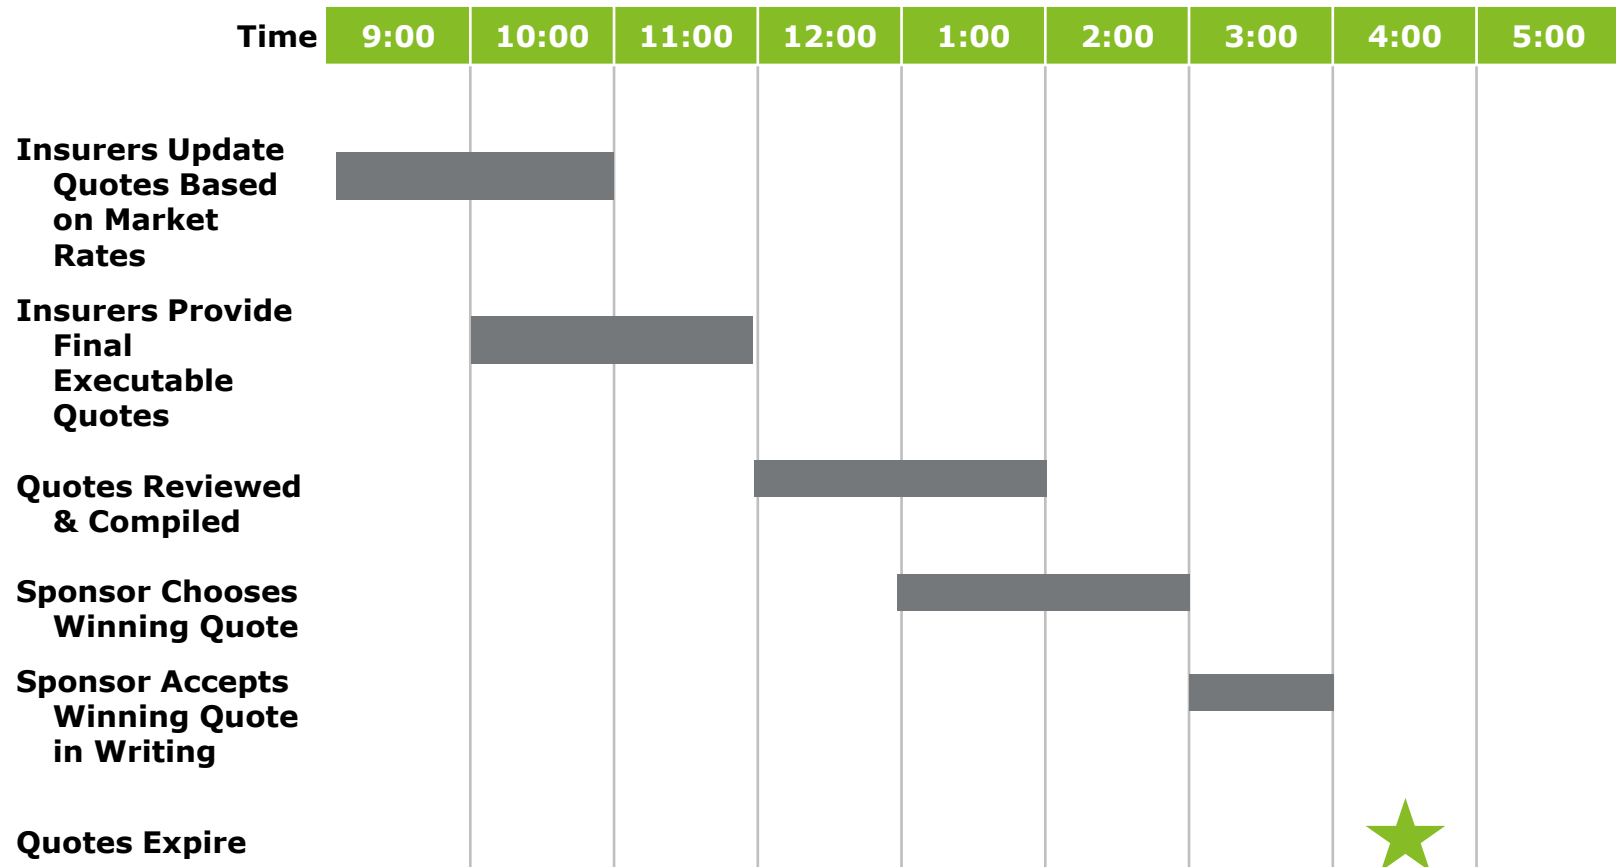 Time 9:00 10:00 11:00 12:00 1:00 2:00 3:00 4:00 5:00
Insurers Update
Quotes Based
on Market
Rates
Insurers Provide
Final
Executable
Quotes
Quotes Reviewed
& Compiled
Sponsor Chooses
Winning Quote
Sponsor Accepts
Winning Quote
in Writing
Quotes Expire